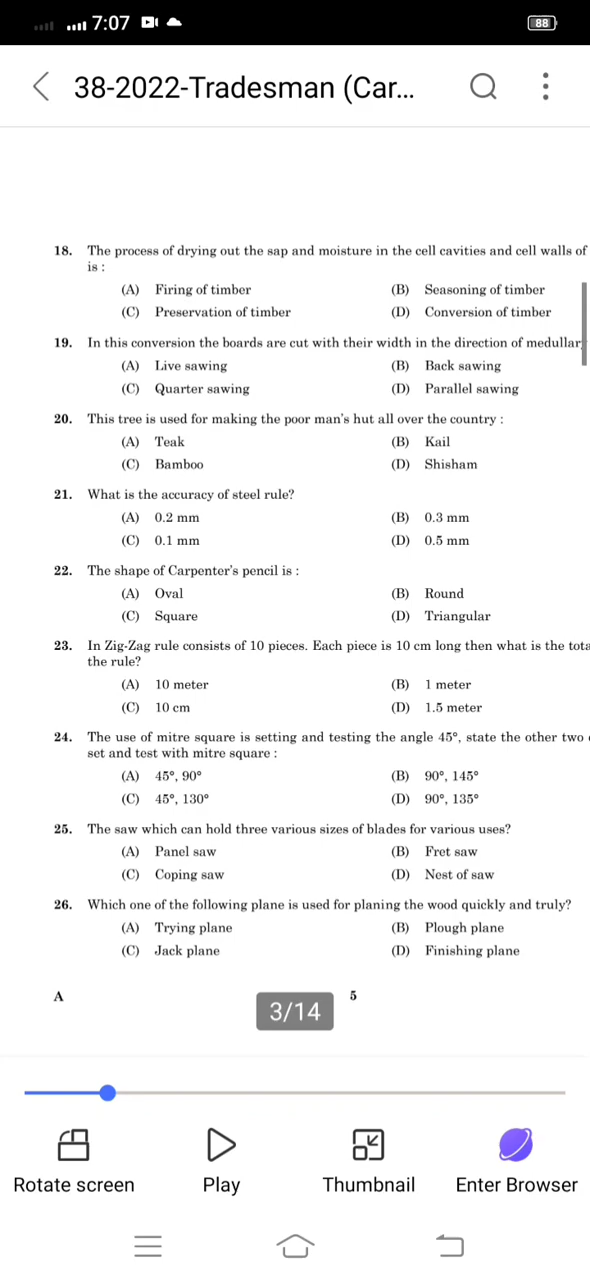 7:07
88
38-2022-Tradesman (Car...
18. The process of drying out the sap and moisture in the cell cavities and cell walls of
is :
(A) Firing of timber (B) Seasoning of timber
(C) Preservation of timber (D) Conversion of timber
19. In this conversion the boards are cut with their width in the direction of medullary
(A) Live sawing (B) Back sawing
(C) Quarter sawing (D) Parallel sawing
20. This tree is used for making the poor man's hut all over the country :
(A) Teak (B) Kail
(C) Bamboo (D) Shisham
21. What is the accuracy of steel rule?
(A) 0.2 mm (B) 0.3 mm
(C) 0.1 mm (D) 0.5 mm
22. The shape of Carpenter's pencil is :
(A) Oval (B) Round
(C) Square (D) Triangular
23. In Zig-Zag rule consists of 10 pieces. Each piece is 10 cm long then what is the tota
the rule?
(A) 10 meter (B) 1 meter
(C) 10 cm (D) 1.5 meter
24. The use of mitre square is setting and testing the angle 45°, state the other two
set and test with mitre square :
(A) 45°, 90° (B) 90°, 145°
(C) 45°, 130° (D) 90°, 135°
25. The saw which can hold three various sizes of blades for various uses?
(A) Panel saw (B) Fret saw
(C) Coping saw (D) Nest of saw
26. Which one of the following plane is used for planing the wood quickly and truly?
(A) Trying plane (B) Plough plane
(C) Jack plane (D) Finishing plane
A 5
3/14
Rotate screen Play Thumbnail Enter Browser